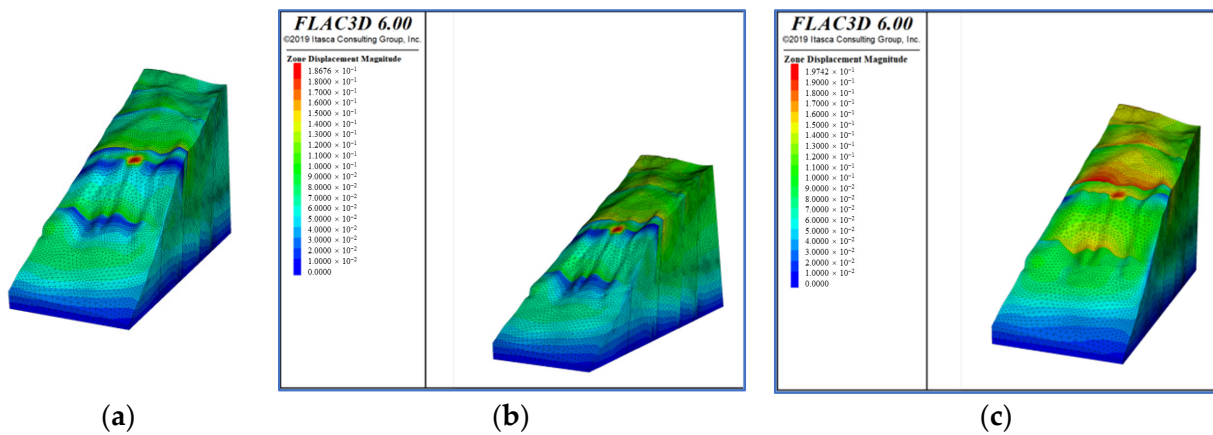 FLAC3D 6.00
©2019 Itasca Consulting Group, Inc.
Zone Displacement Magnitude
1.8676 × 10⁻¹
1.8000 × 10⁻¹
1.7000 × 10⁻¹
1.6000 × 10⁻¹
1.5000 × 10⁻¹
1.4000 × 10⁻¹
1.3000 × 10⁻¹
1.2000 × 10⁻¹
1.1000 × 10⁻¹
1.0000 × 10⁻¹
9.0000 × 10⁻²
8.0000 × 10⁻²
7.0000 × 10⁻²
6.0000 × 10⁻²
5.0000 × 10⁻²
4.0000 × 10⁻²
3.0000 × 10⁻²
2.0000 × 10⁻²
1.0000 × 10⁻²
0.0000
FLAC3D 6.00
©2019 Itasca Consulting Group, Inc.
Zone Displacement Magnitude
1.9742 × 10⁻¹
1.9000 × 10⁻¹
1.8000 × 10⁻¹
1.7000 × 10⁻¹
1.6000 × 10⁻¹
1.5000 × 10⁻¹
1.4000 × 10⁻¹
1.3000 × 10⁻¹
1.2000 × 10⁻¹
1.1000 × 10⁻¹
1.0000 × 10⁻¹
9.0000 × 10⁻²
8.0000 × 10⁻²
7.0000 × 10⁻²
6.0000 × 10⁻²
5.0000 × 10⁻²
4.0000 × 10⁻²
3.0000 × 10⁻²
2.0000 × 10⁻²
1.0000 × 10⁻²
0.0000
(a)
(b)
(c)